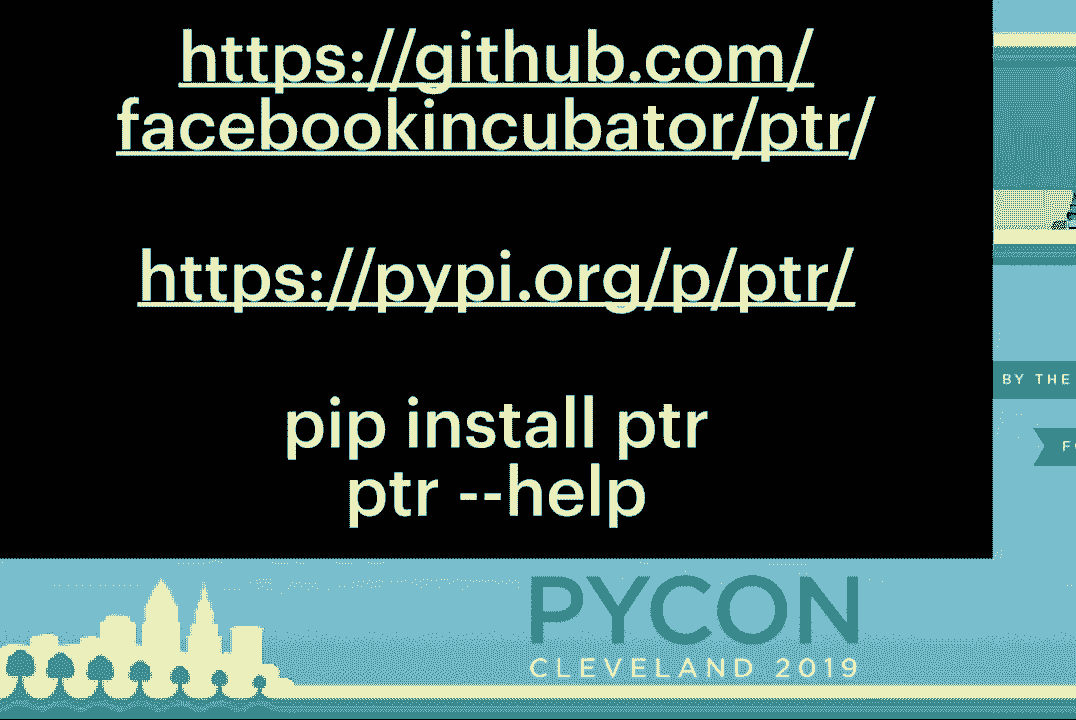 https://github.com/
facebookincubator/ptr/
https://pypi.org/p/ptr/
pip install ptr
ptr --help
BY THE
PYCON
CLEVELAND 2019